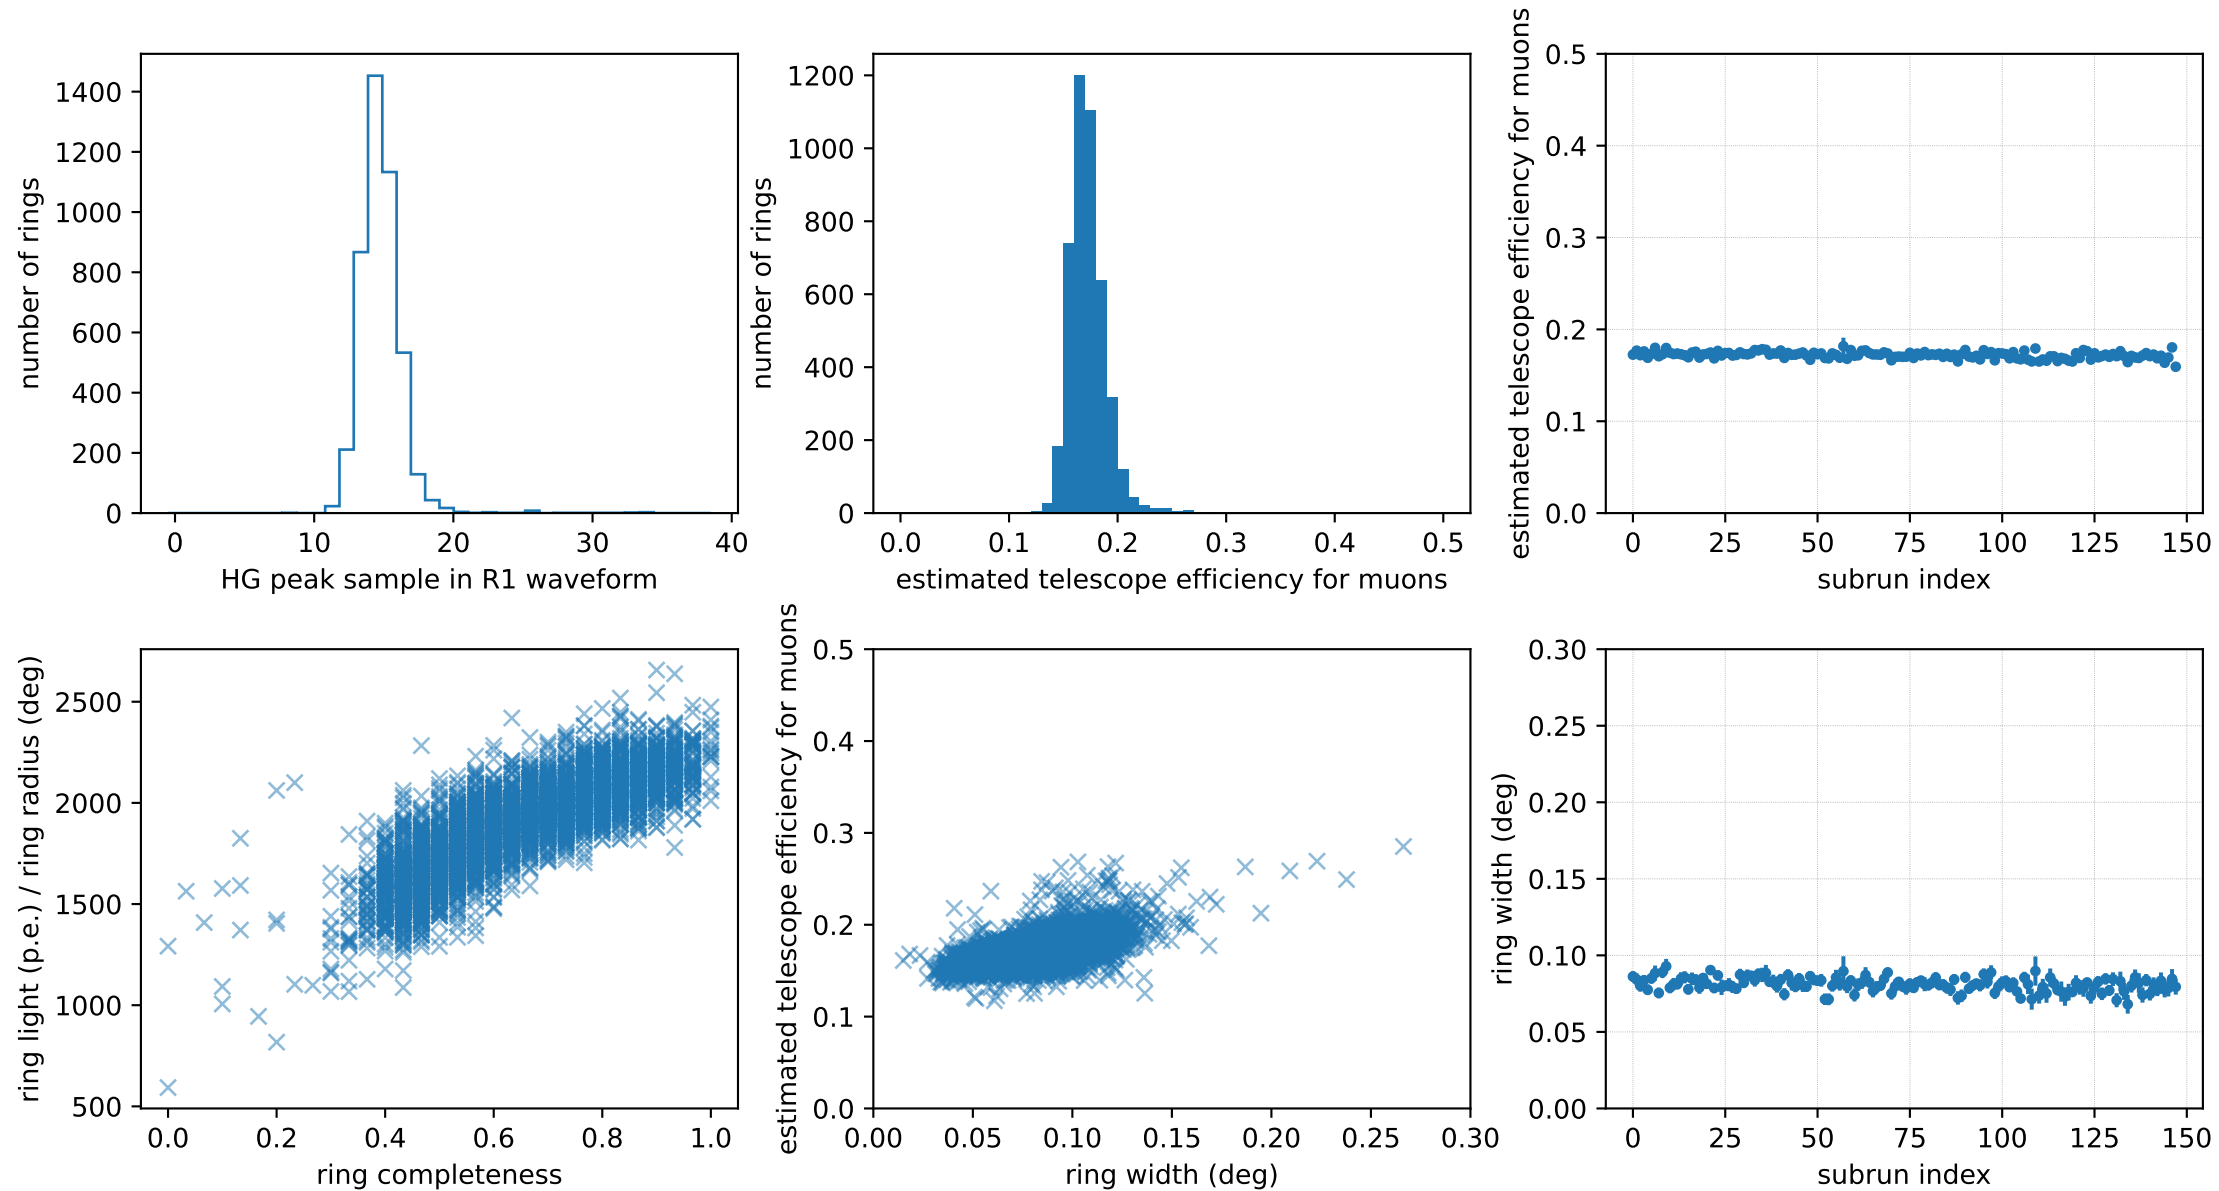 number of rings
1400
1200
1000
800
600
400
200
0
0 10 20 30 40
HG peak sample in R1 waveform
number of rings
1200
1000
800
600
400
200
0
0.0 0.1 0.2 0.3 0.4 0.5
estimated telescope efficiency for muons
estimated telescope efficiency for muons
0.5
0.4
0.3
0.2
0.1
0.0
0 25 50 75 100 125 150
subrun index
ring light (p.e.) / ring radius (deg)
2500
2000
1500
1000
500
0.0 0.2 0.4 0.6 0.8 1.0
ring completeness
estimated telescope efficiency for muons
0.5
0.4
0.3
0.2
0.1
0.0
0.00 0.05 0.10 0.15 0.20 0.25 0.30
ring width (deg)
ring width (deg)
0.30
0.25
0.20
0.15
0.10
0.05
0.00
0 25 50 75 100 125 150
subrun index